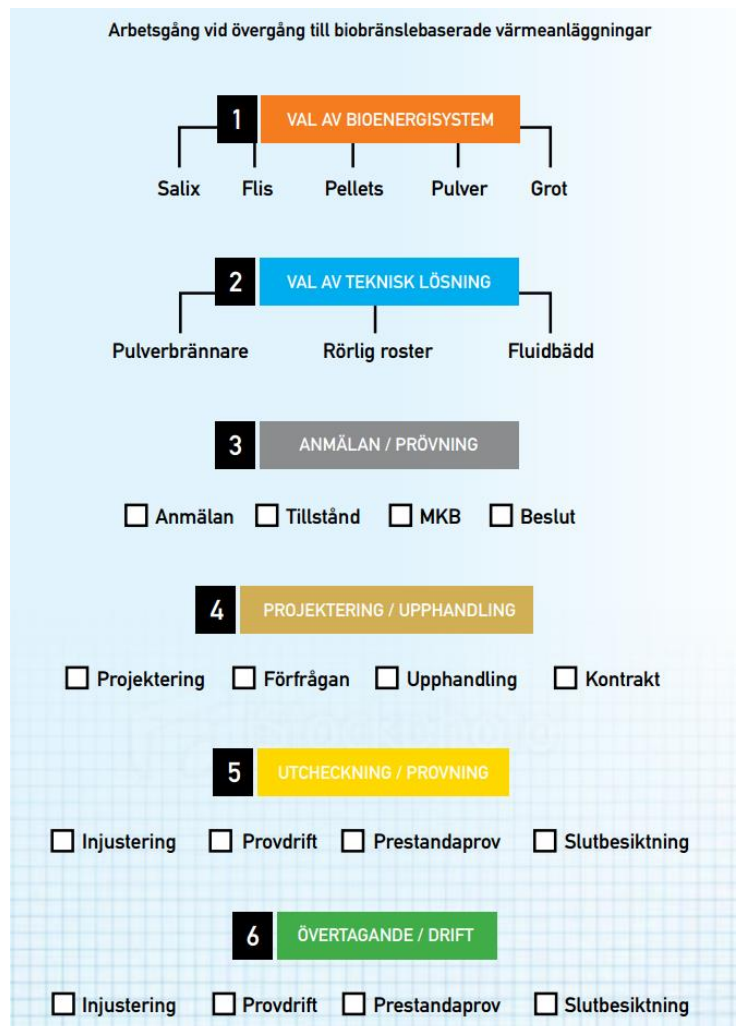 Arbetsgång vid övergång till biobränslebaserade värmeanläggningar
1 VAL AV BIOENERGISYSTEM
Salix Flis Pellets Pulver Grot
2 VAL AV TEKNISK LÖSNING
Pulverbrännare Rörlig roster Fluidbädd
3 ANMÄLAN / PRÖVNING
Anmälan Tillstånd MKB Beslut
4 PROJEKTERING / UPPHANDLING
Projektering Förfrågan Upphandling Kontrakt
5 UTCHECKNING / PROVNING
Injustering Provdrift Prestandaprov Slutbesiktning
6 ÖVERTAGANDE / DRIFT
Injustering Provdrift Prestandaprov Slutbesiktning